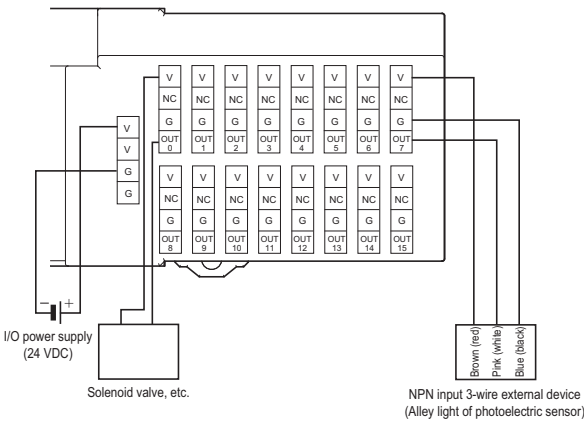 V V V V V V V V
NC NC NC NC NC NC NC NC
G G G G G G G G
OUT 0 OUT 1 OUT 2 OUT 3 OUT 4 OUT 5 OUT 6 OUT 7
V
V
G
G
V V V V V V V V
NC NC NC NC NC NC NC NC
G G G G G G G G
OUT 8 OUT 9 OUT 10 OUT 11 OUT 12 OUT 13 OUT 14 OUT 15
− +
I/O power supply
(24 VDC)
Solenoid valve, etc.
Brown (red)
Pink (white)
Blue (black)
NPN input 3-wire external device
(Alley light of photoelectric sensor)